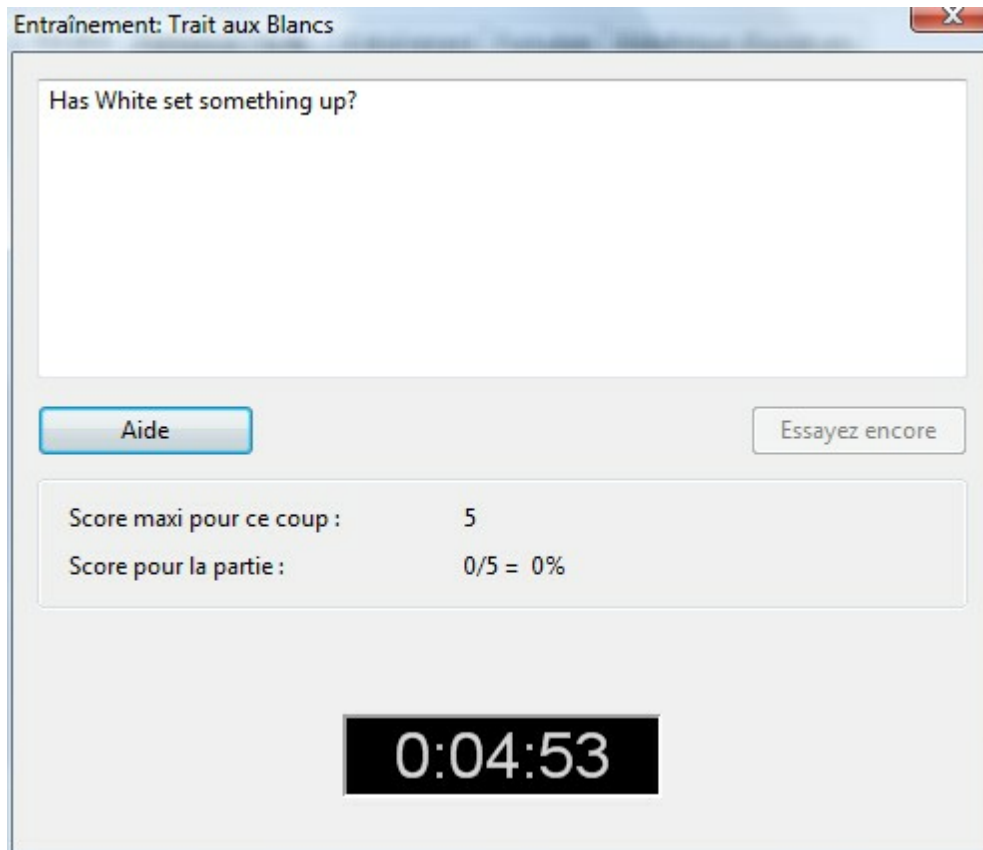 Entraînement: Trait aux Blancs
Has White set something up?
Aide
Essayez encore
Score maxi pour ce coup : 5
Score pour la partie : 0/5 = 0%
0:04:53